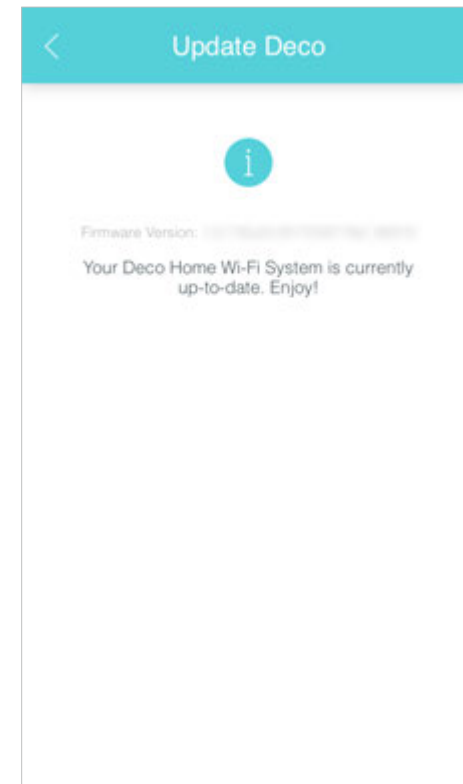 Update Deco
i
Firmware Version:
Your Deco Home Wi-Fi System is currently
up-to-date. Enjoy!